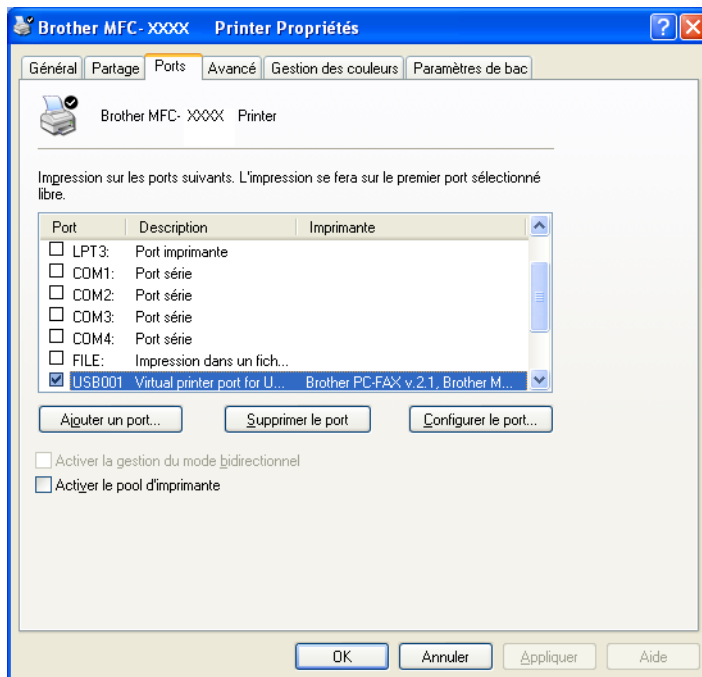 Brother MFC- XXXX Printer Propriétés
Général Partage Ports Avancé Gestion des couleurs Paramètres de bac
Brother MFC- XXXX Printer
Impression sur les ports suivants. L'impression se fera sur le premier port sélectionné
libre.
Port Description Imprimante
LPT3: Port imprimante
COM1: Port série
COM2: Port série
COM3: Port série
COM4: Port série
FILE: Impression dans un fich...
USB001 Virtual printer port for U... Brother PC-FAX v.2.1, Brother M...
Ajouter un port... Supprimer le port Configurer le port...
Activer la gestion du mode bidirectionnel
Activer le pool d'imprimante
OK Annuler Appliquer Aide